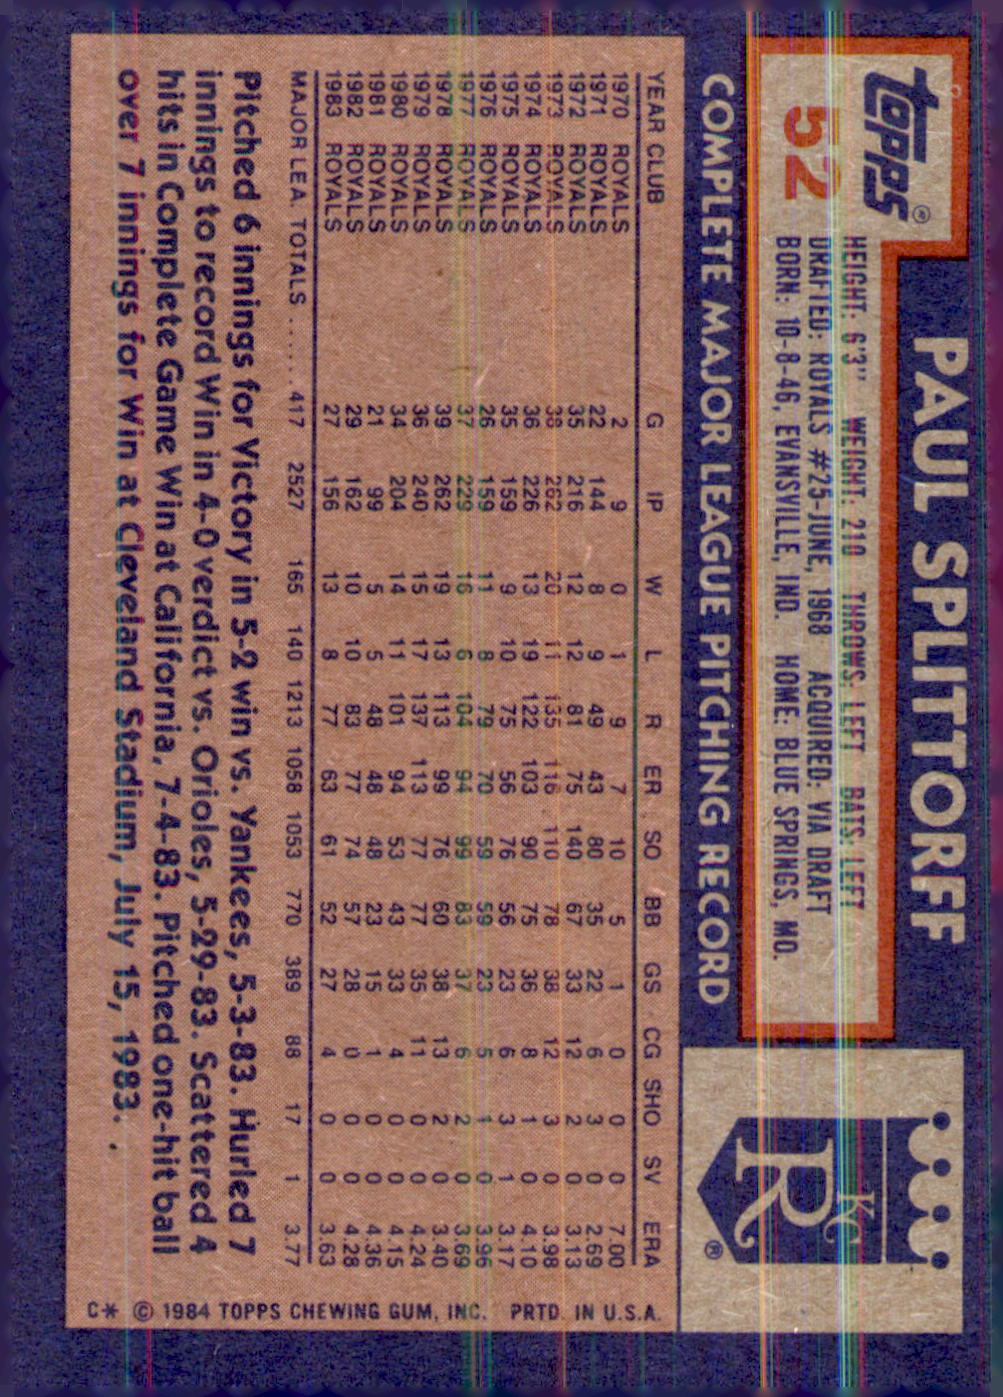 topps®
52
PAUL SPLITTORFF
HEIGHT: 6'3" WEIGHT: 210 THROWS: LEFT BATS: LEFT
DRAFTED: ROYALS #25-JUNE, 1968 ACQUIRED: VIA DRAFT
BORN: 10-8-46, EVANSVILLE, IND. HOME: BLUE SPRINGS, MO.
KC
R®
COMPLETE MAJOR LEAGUE PITCHING RECORD
YEAR CLUB G IP W L R ER SO BB GS CG SHO SV ERA
1970 ROYALS 2 9 0 1 9 7 10 5 1 0 0 0 7.00
1971 ROYALS 22 144 8 9 49 43 80 35 22 6 3 0 2.69
1972 ROYALS 35 216 12 12 81 75 140 67 33 12 2 0 3.13
1973 ROYALS 38 262 20 11 135 116 110 78 38 12 3 0 3.98
1974 ROYALS 36 226 13 19 122 103 90 75 36 8 1 0 4.10
1975 ROYALS 35 159 9 10 75 56 76 56 23 6 3 1 3.17
1976 ROYALS 26 159 11 8 79 70 59 59 23 5 1 0 3.96
1977 ROYALS 37 229 16 6 104 94 99 83 37 6 2 0 3.69
1978 ROYALS 39 262 19 13 113 99 76 60 38 13 2 0 3.40
1979 ROYALS 36 240 15 17 137 113 77 77 35 11 0 0 4.24
1980 ROYALS 34 204 14 11 101 94 53 43 33 4 0 0 4.15
1981 ROYALS 21 99 5 5 48 48 48 23 15 1 0 0 4.36
1982 ROYALS 29 162 10 10 83 77 74 57 28 0 0 0 4.28
1983 ROYALS 27 156 13 8 77 63 61 52 27 4 0 0 3.63
MAJOR LEA. TOTALS ..... 417 2527 165 140 1213 1058 1053 770 389 88 17 1 3.77
Pitched 6 innings for Victory in 5-2 win vs. Yankees, 5-3-83. Hurled 7
innings to record Win in 4-0 verdict vs. Orioles, 5-29-83. Scattered 4
hits in Complete Game Win at California, 7-4-83. Pitched one-hit ball
over 7 innings for Win at Cleveland Stadium, July 15, 1983.
C* © 1984 TOPPS CHEWING GUM, INC. PRTD. IN U.S.A.